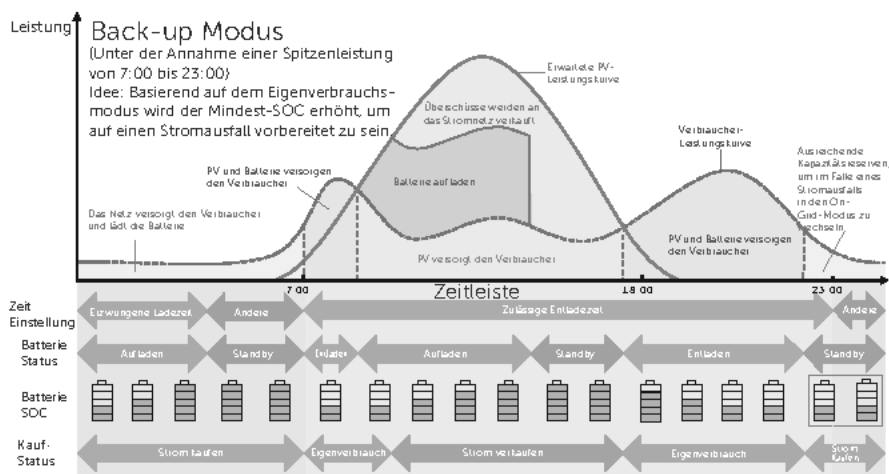 Leistung
Back-up Modus
(Unter der Annahme einer Spitzenleistung
von 7:00 bis 23:00)
Idee: Basierend auf dem Eigenverbrauchs-
modus wird der Mindest-SOC erhöht, um
auf einen Stromausfall vorbereitet zu sein.
Erwartete PV-
Leistungskurve
Überschüsse werden an
das Stromnetz verkauft
Verbraucher-
Leistungskurve
Ausreichende
Kapazitätsreserven,
um im Falle eines
Stromausfalls
in den On-
Grid-Modus zu
wechseln
PV und Batterie versorgen
den Verbraucher
Batterie aufladen
Das Netz versorgt den Verbraucher
und lädt die Batterie
PV versorgt den Verbraucher
PV und Batterie versorgen
den Verbraucher
7:00
Zeitleiste
18:00
23:00
Zeit
Einstellung
Erzwungene Ladezeit
Andere
Zulässige Entladezeit
Andere
Batterie
Status
Aufladen
Standby
Entladen
Aufladen
Standby
Entladen
Standby
Batterie
SOC
Kauf-
Status
Strom kaufen
Eigenverbrauch
Strom verkaufen
Eigenverbrauch
Strom
kaufen